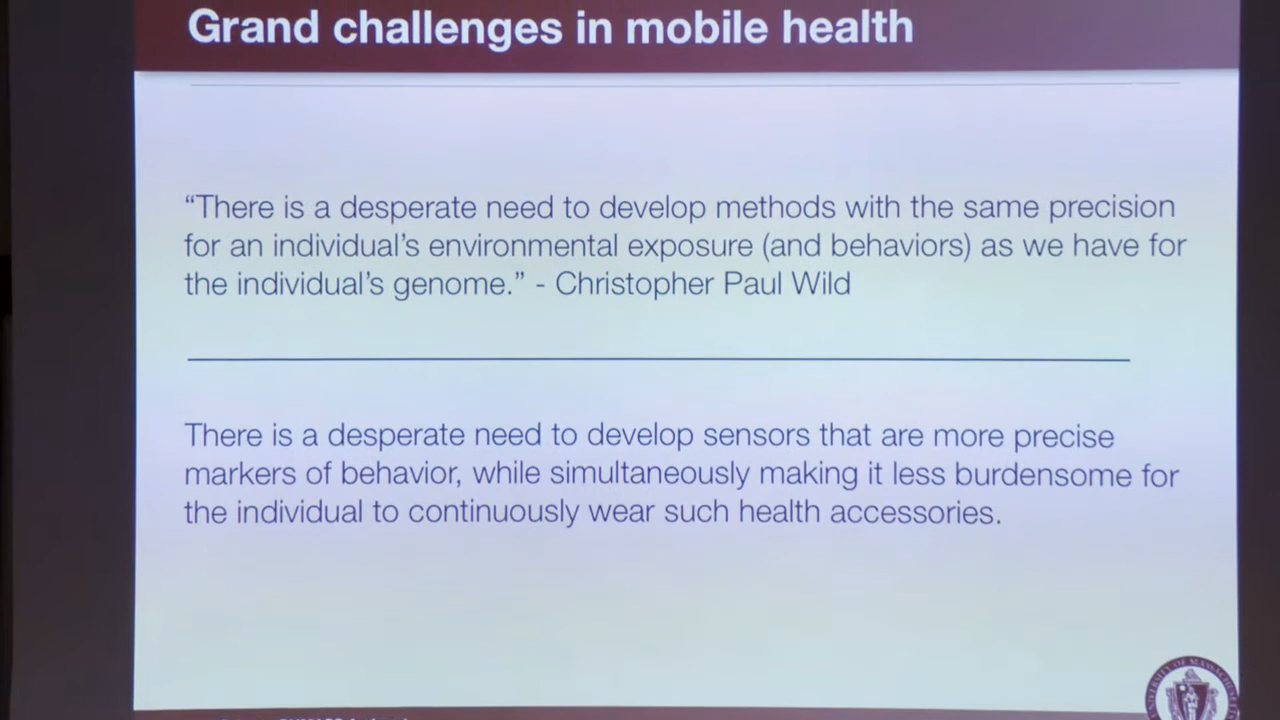 Grand challenges in mobile health
“There is a desperate need to develop methods with the same precision
for an individual’s environmental exposure (and behaviors) as we have for
the individual’s genome.” - Christopher Paul Wild
There is a desperate need to develop sensors that are more precise
markers of behavior, while simultaneously making it less burdensome for
the individual to continuously wear such health accessories.
UNIVERSITY OF MASSACHUSETTS